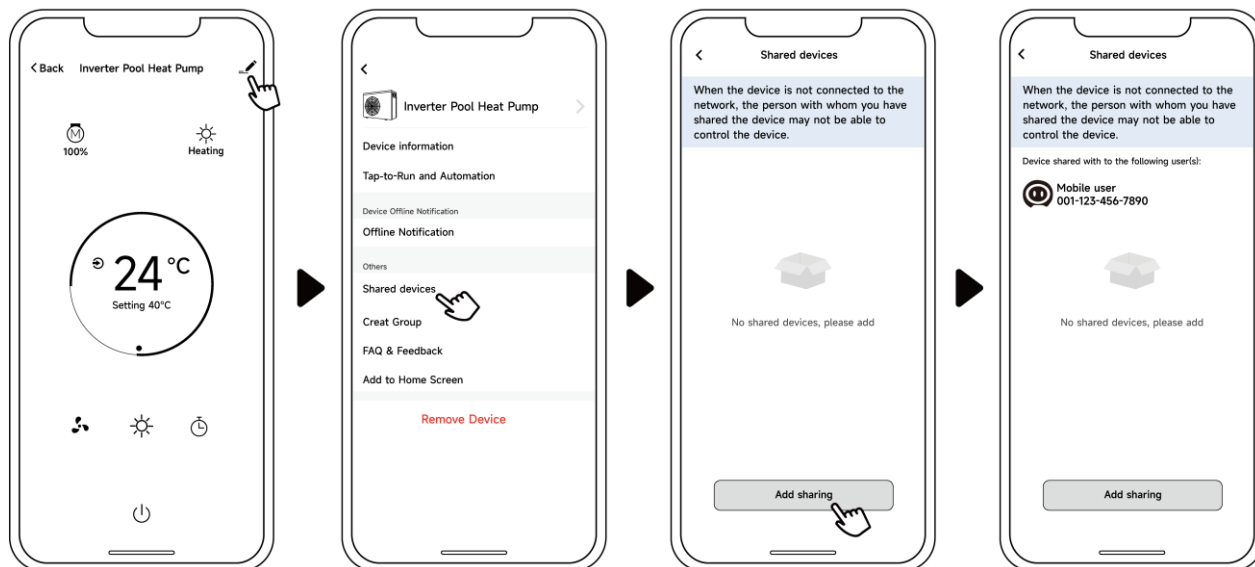 < Back Inverter Pool Heat Pump
M
100%
Heating
24 °C
Setting 40°C
<
Inverter Pool Heat Pump >
Device information
Tap-to-Run and Automation
Device Offline Notification
Offline Notification
Others
Shared devices
Creat Group
FAQ & Feedback
Add to Home Screen
Remove Device
< Shared devices
When the device is not connected to the
network, the person with whom you have
shared the device may not be able to
control the device.
No shared devices, please add
Add sharing
< Shared devices
When the device is not connected to the
network, the person with whom you have
shared the device may not be able to
control the device.
Device shared with to the following user(s):
Mobile user
001-123-456-7890
No shared devices, please add
Add sharing